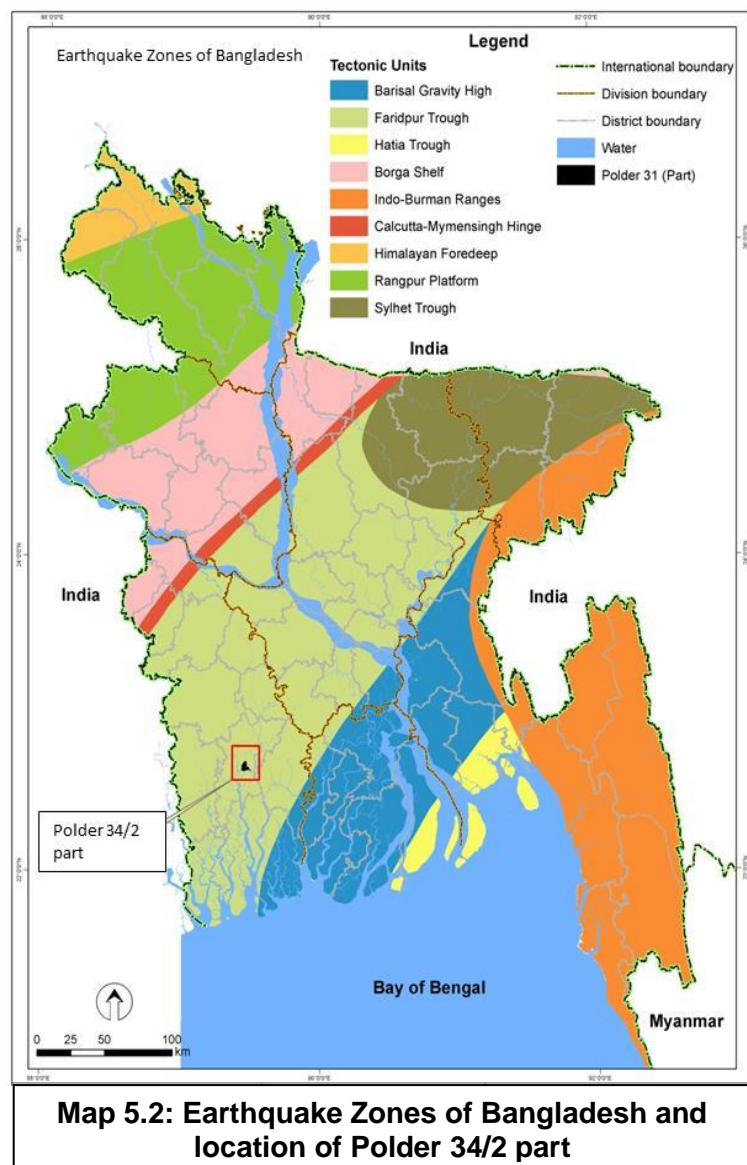 Earthquake Zones of Bangladesh
Legend
Tectonic Units
Barisal Gravity High
Faridpur Trough
Hatia Trough
Borga Shelf
Indo-Burman Ranges
Calcutta-Mymensingh Hinge
Himalayan Foredeep
Rangpur Platform
Sylhet Trough
International boundary
Division boundary
District boundary
Water
Polder 31 (Part)
India
India
India
Polder 34/2
part
Bay of Bengal
Myanmar
0 25 50 100
km
Map 5.2: Earthquake Zones of Bangladesh and
location of Polder 34/2 part